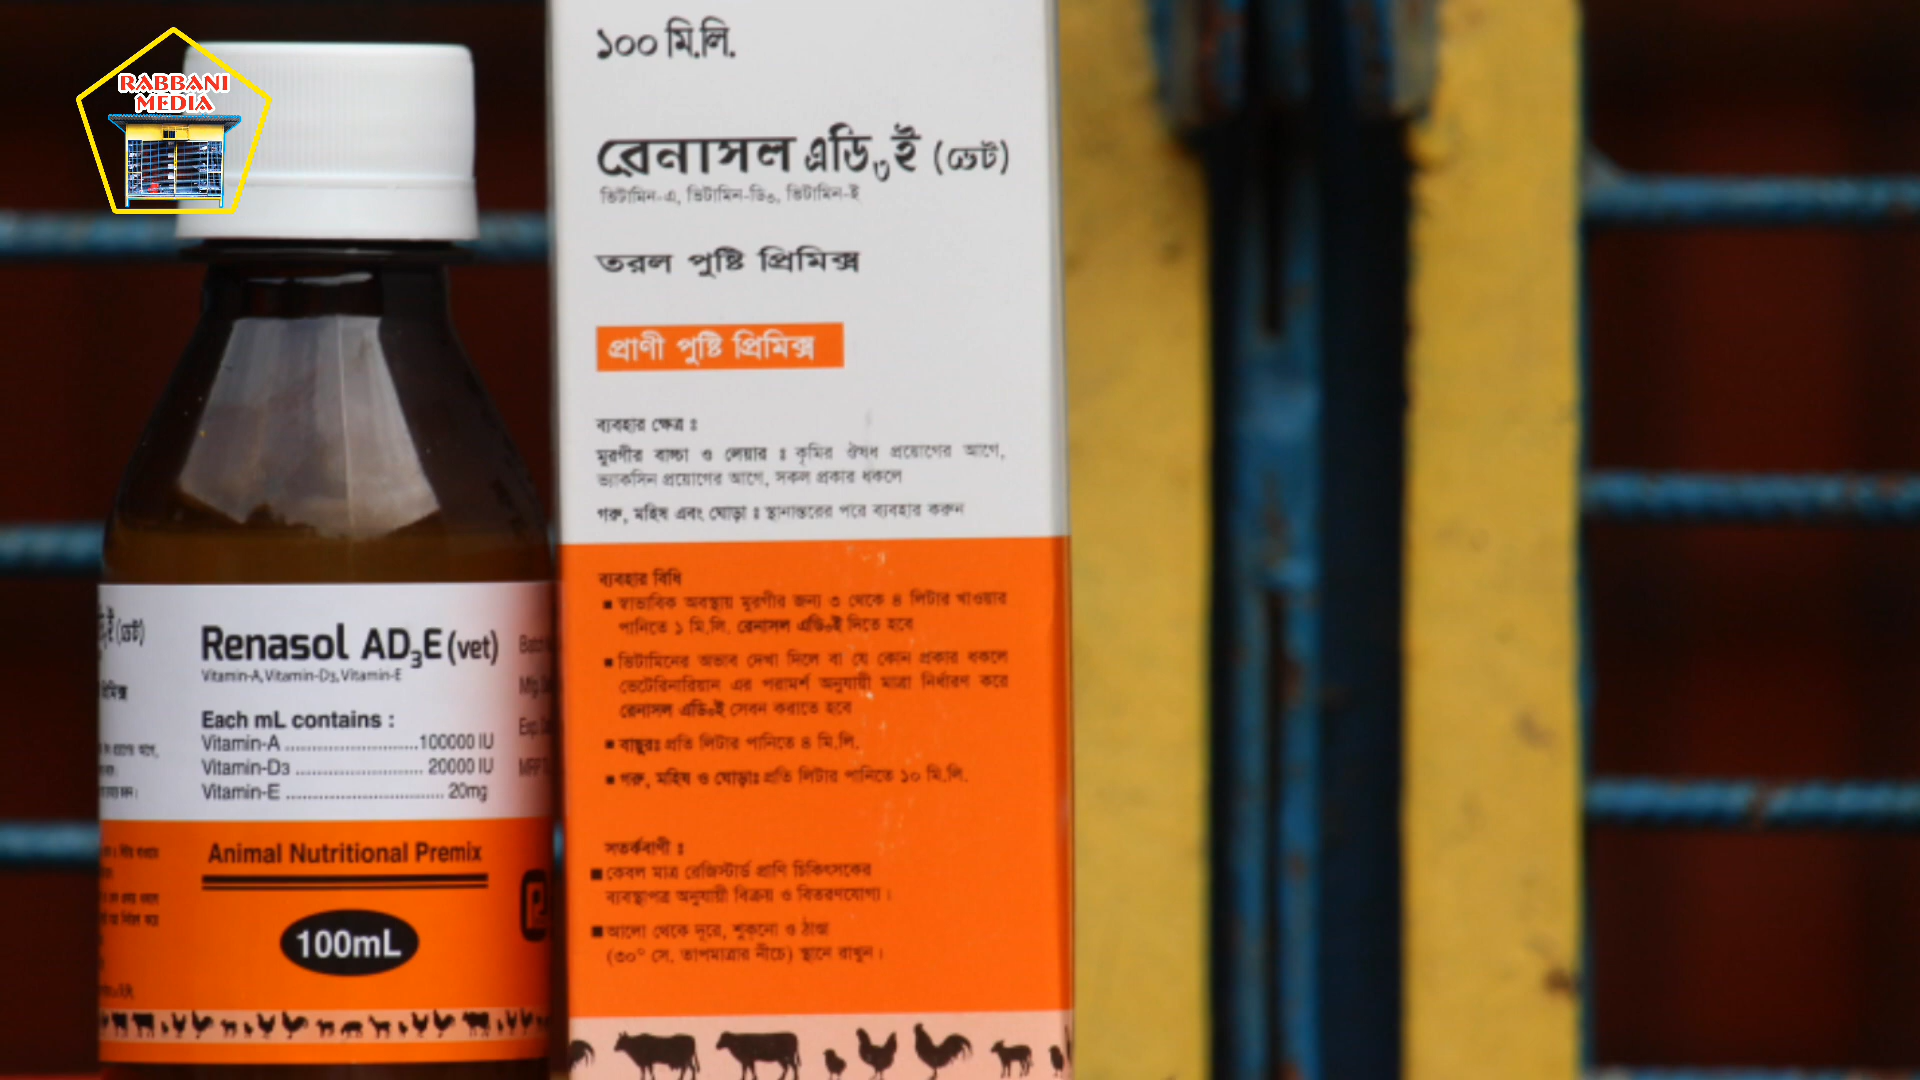 RABBANI
MEDIA
১০০ মি.লি.
রেনাসল এডি৩ই (ভেট)
ভিটামিন-এ, ভিটামিন-ডি৩, ভিটামিন-ই
তরল পুষ্টি প্রিমিক্স
প্রাণী পুষ্টি প্রিমিক্স
ব্যবহার ক্ষেত্র ঃ
মুরগীর বাচ্চা ও লেয়ার ঃ কৃমির ঔষধ প্রয়োগের আগে,
ভ্যাকসিন প্রয়োগের আগে, সকল প্রকার ধকলে
গরু, মহিষ এবং ঘোড়া ঃ স্থানান্তরের পরে ব্যবহার করুন
ব্যবহার বিধি
■ স্বাভাবিক অবস্থায় মুরগীর জন্য ৩ থেকে ৪ লিটার খাওয়ার
পানিতে ১ মি.লি. রেনাসল এডি৩ই দিতে হবে
■ ভিটামিনের অভাব দেখা দিলে বা যে কোন প্রকার ধকলে
ভেটেরিনারিয়ান এর পরামর্শ অনুযায়ী মাত্রা নির্ধারণ করে
রেনাসল এডি৩ই সেবন করাতে হবে
■ বাছুরঃ প্রতি লিটার পানিতে ৪ মি.লি.
■ গরু, মহিষ ও ঘোড়াঃ প্রতি লিটার পানিতে ১০ মি.লি.
সতর্কবাণী ঃ
■ কেবল মাত্র রেজিস্টার্ড প্রাণি চিকিৎসকের
ব্যবস্থাপত্র অনুযায়ী বিক্রয় ও বিতরণযোগ্য।
■ আলো থেকে দূরে, শুকনো ও ঠাণ্ডা
(৩০° সে. তাপমাত্রার নীচে) স্থানে রাখুন।
(ভেট)
Renasol AD3E (vet)
Vitamin-A, Vitamin-D3, Vitamin-E
Each mL contains :
Vitamin-A ......................... 100000 IU
Vitamin-D3 ........................ 20000 IU
Vitamin-E .............................. 20mg
Animal Nutritional Premix
100mL